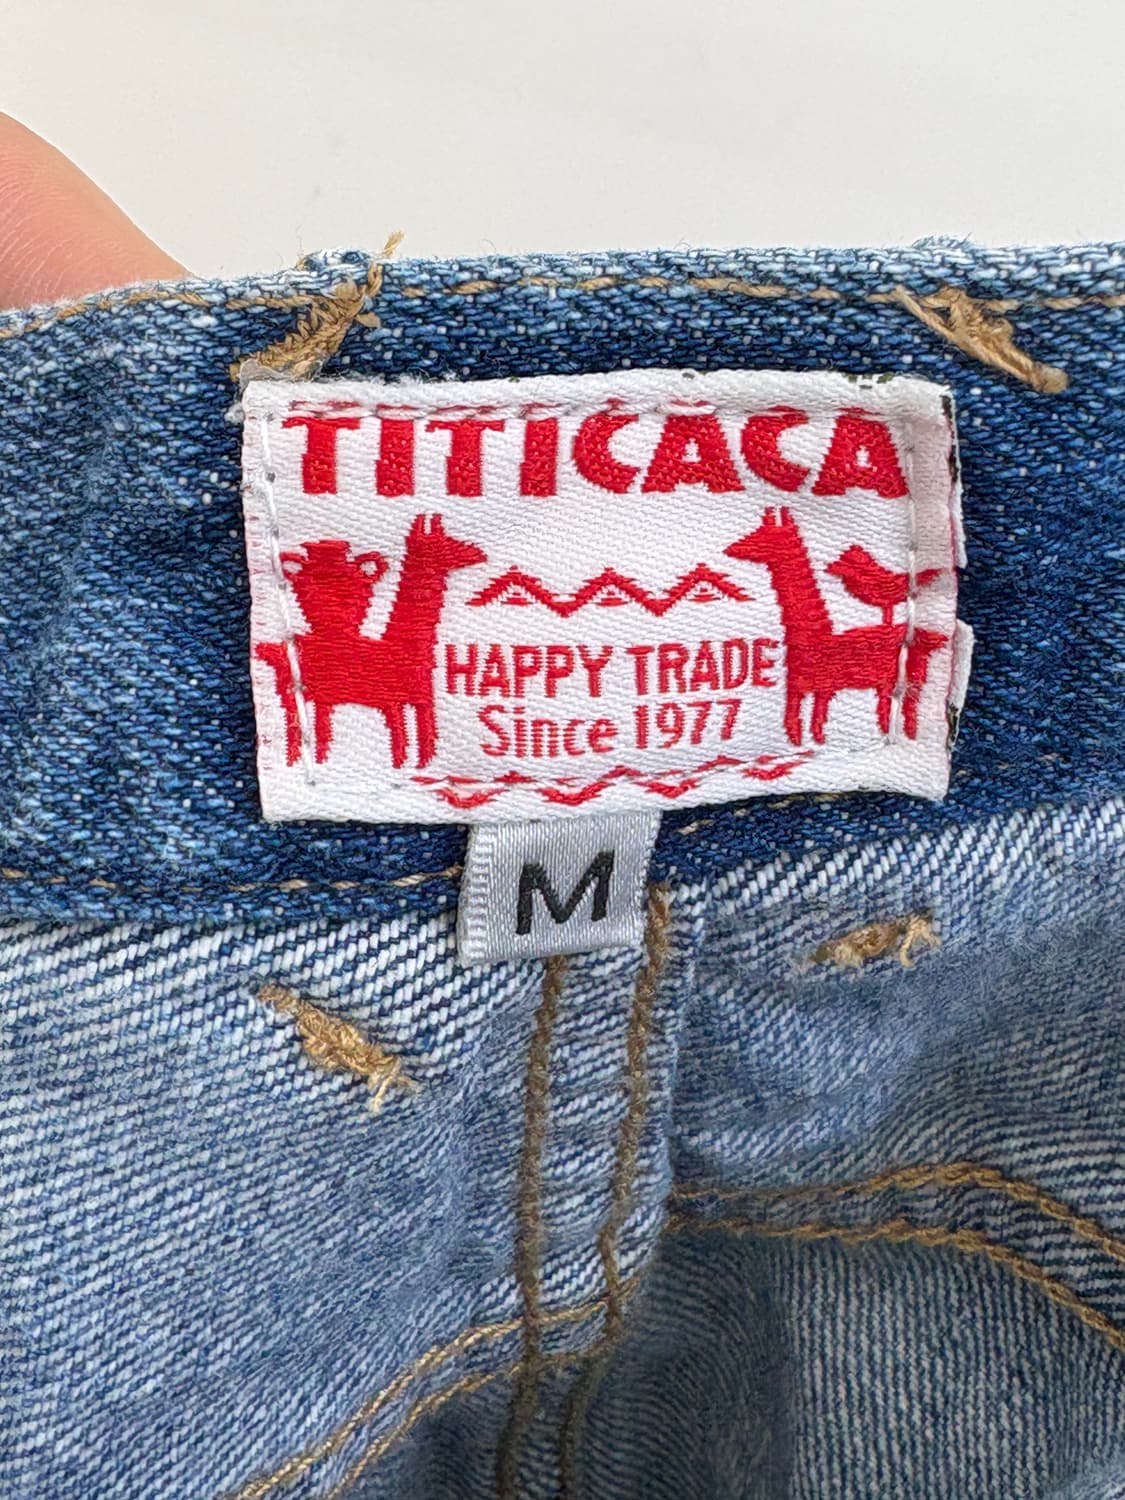 TITICACA
HAPPY TRADE
Since 1977
M